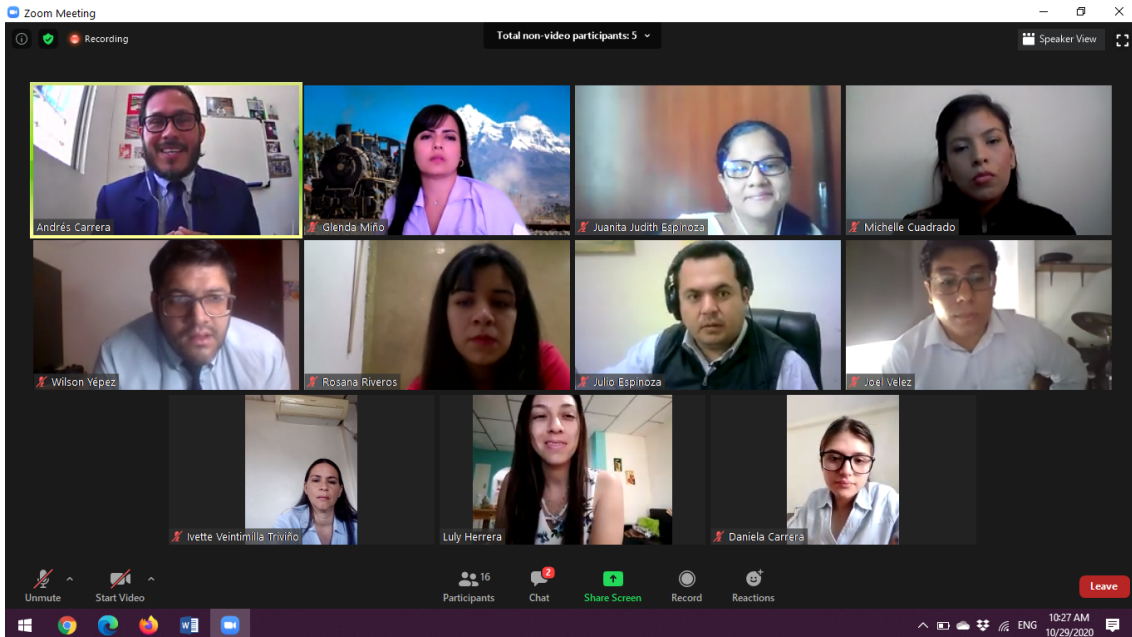 Zoom Meeting
Recording
Total non-video participants: 5
Speaker View
Andrés Carrera
Glenda Miño
Juanita Judith Espinoza
Michelle Cuadrado
Wilson Yépez
Rosana Riveros
Julio Espinoza
Joel Velez
Ivette Veintimilla Triviño
Luly Herrera
Daniela Carrera
Unmute
Start Video
16
Participants
2
Chat
Share Screen
Record
Reactions
Leave
ENG
10:27 AM
10/29/2020